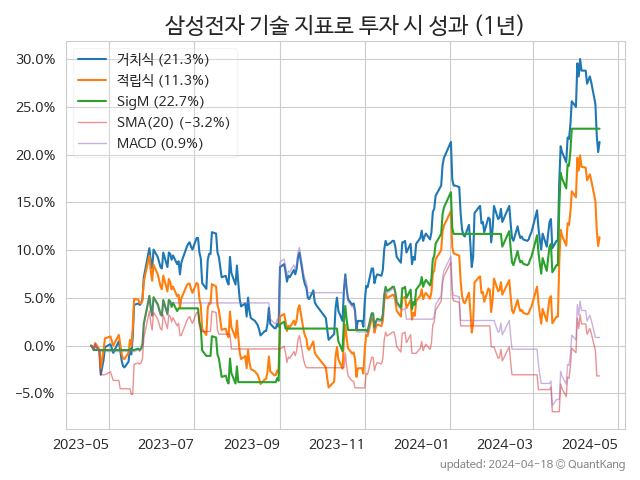 삼성전자 기술 지표로 투자 시 성과 (1년)
거치식 (21.3%)
적립식 (11.3%)
SigM (22.7%)
SMA(20) (−3.2%)
MACD (0.9%)
30.0%
25.0%
20.0%
15.0%
10.0%
5.0%
0.0%
−5.0%
2023-05 2023-07 2023-09 2023-11 2024-01 2024-03 2024-05
updated: 2024-04-18 © QuantKang